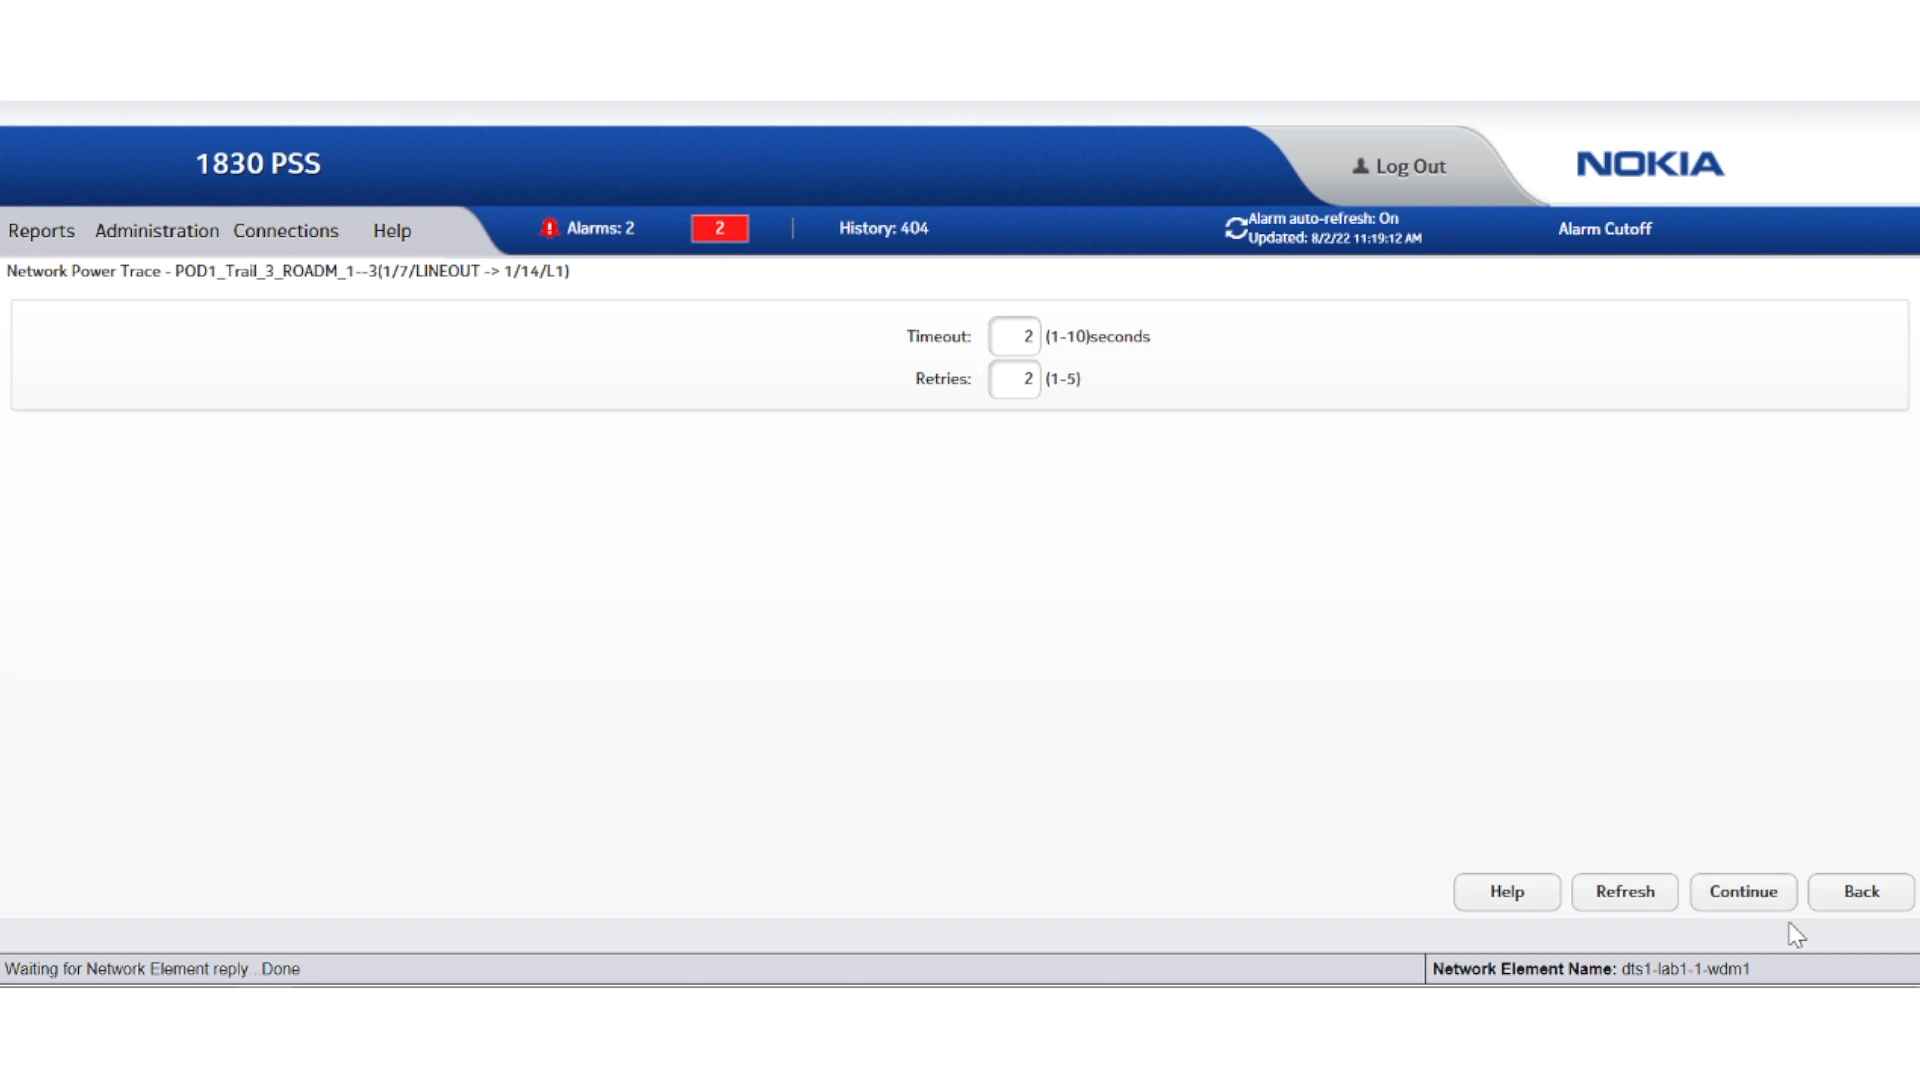 1830 PSS
Log Out
NOKIA
Reports Administration Connections Help
Alarms: 2
2
History: 404
Alarm auto-refresh: On
Updated: 8/2/22 11:19:12 AM
Alarm Cutoff
Network Power Trace - POD1_Trail_3_ROADM_1--3(1/7/LINEOUT -> 1/14/L1)
Timeout: 2 (1-10)seconds
Retries: 2 (1-5)
Help Refresh Continue Back
Waiting for Network Element reply...Done
Network Element Name: dts1-lab1-1-wdm1